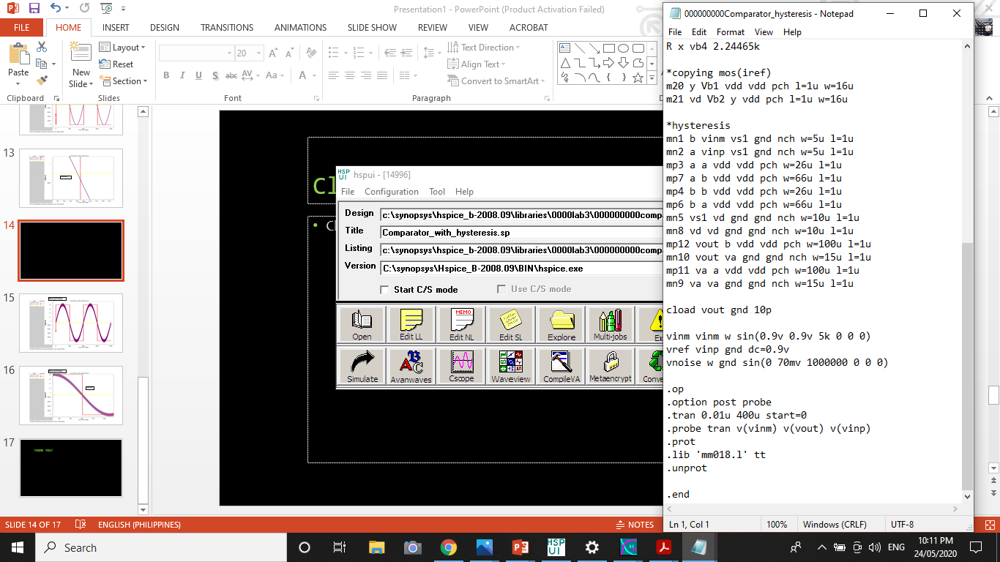 Presentation1 - PowerPoint (Product Activation Failed)
FILE
HOME
INSERT
DESIGN
TRANSITIONS
ANIMATIONS
SLIDE SHOW
REVIEW
VIEW
ACROBAT
Paste
New
Slide
Layout
Reset
Section
20
B I U S abc AV Aa A
Text Direction
Align Text
Convert to SmartArt
Clipboard
Slides
Font
Paragraph
13
14
15
16
17
THANK YOU!
Cl
• C
hspui - [14996]
File Configuration Tool Help
Design c:\synopsys\hspice_b-2008.09\libraries\0000lab3\000000000comp
Title Comparator_with_hysteresis.sp
Listing c:\synopsys\hspice_b-2008.09\libraries\0000lab3\000000000comp
Version C:\synopsys\Hspice_B-2008.09\BIN\hspice.exe
Start C/S mode Use C/S mode
MEMO
Open Edit LL Edit NL Edit SL Explore Multi-jobs Ex
Simulate Avanwaves Cscope Waveview CompileVA Metaencrypt Conve
000000000Comparator_hysteresis - Notepad
File Edit Format View Help
R x vb4 2.24465k
*copying mos(iref)
m20 y Vb1 vdd vdd pch l=1u w=16u
m21 vd Vb2 y vdd pch l=1u w=16u
*hysteresis
mn1 b vinm vs1 gnd nch w=5u l=1u
mn2 a vinp vs1 gnd nch w=5u l=1u
mp3 a a vdd vdd pch w=26u l=1u
mp7 a b vdd vdd pch w=66u l=1u
mp4 b b vdd vdd pch w=26u l=1u
mp6 b a vdd vdd pch w=66u l=1u
mn5 vs1 vd gnd gnd nch w=10u l=1u
mn8 vd vd gnd gnd nch w=10u l=1u
mp12 vout b vdd vdd pch w=100u l=1u
mn10 vout va gnd gnd nch w=15u l=1u
mp11 va a vdd vdd pch w=100u l=1u
mn9 va va gnd gnd nch w=15u l=1u
cload vout gnd 10p
vinm vinm w sin(0.9v 0.9v 5k 0 0 0)
vref vinp gnd dc=0.9v
vnoise w gnd sin(0 70mv 1000000 0 0 0)
.op
.option post probe
.tran 0.01u 400u start=0
.probe tran v(vinm) v(vout) v(vinp)
.prot
.lib 'mm018.l' tt
.unprot
.end
Ln 1, Col 1 100% Windows (CRLF) UTF-8
SLIDE 14 OF 17 ENGLISH (PHILIPPINES) NOTES
Search
HSP
UI
ENG
10:11 PM
24/05/2020